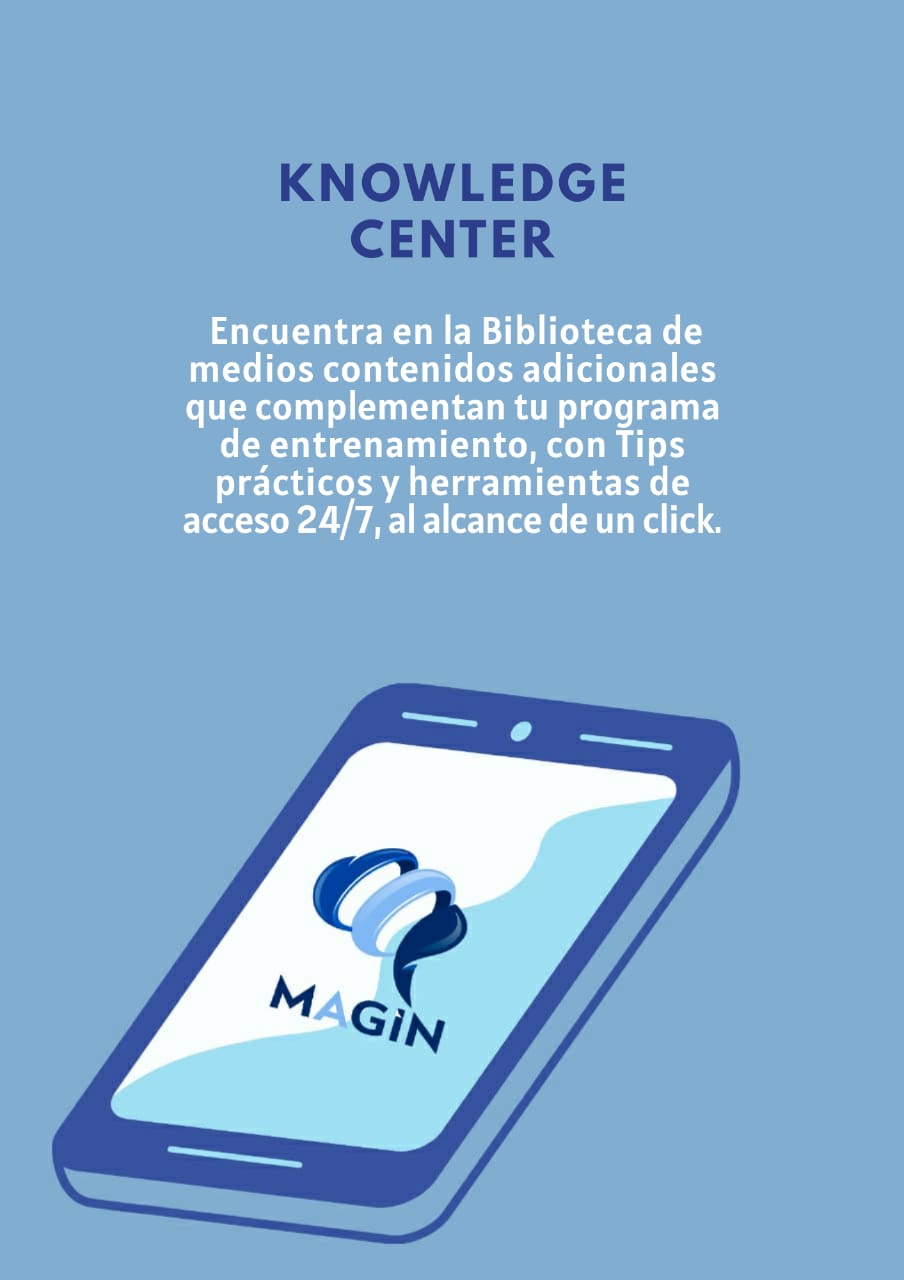 KNOWLEDGE
CENTER
Encuentra en la Biblioteca de
medios contenidos adicionales
que complementan tu programa
de entrenamiento, con Tips
prácticos y herramientas de
acceso 24/7, al alcance de un click.
MAGiN